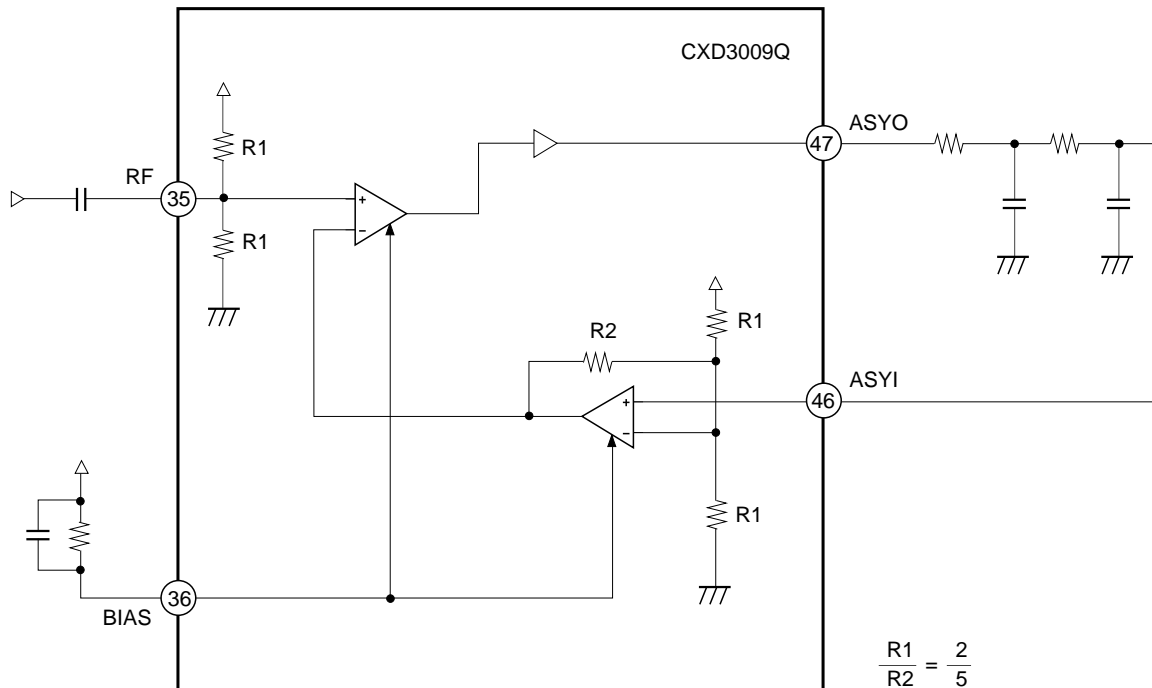 CXD3009Q
ASYO
47
R1
RF
35
+
–
R1
R1
R2
ASYI
46
+
–
R1
36
BIAS
R1
R2
=
2
5